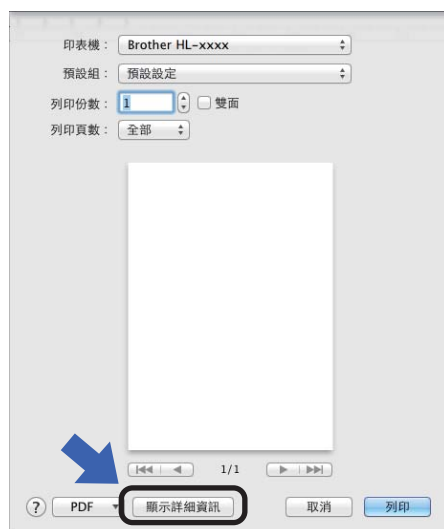 印表機： Brother HL-xxxx
預設組： 預設設定
列印份數： 1 雙面
列印頁數： 全部
1/1
? PDF 顯示詳細資訊 取消 列印